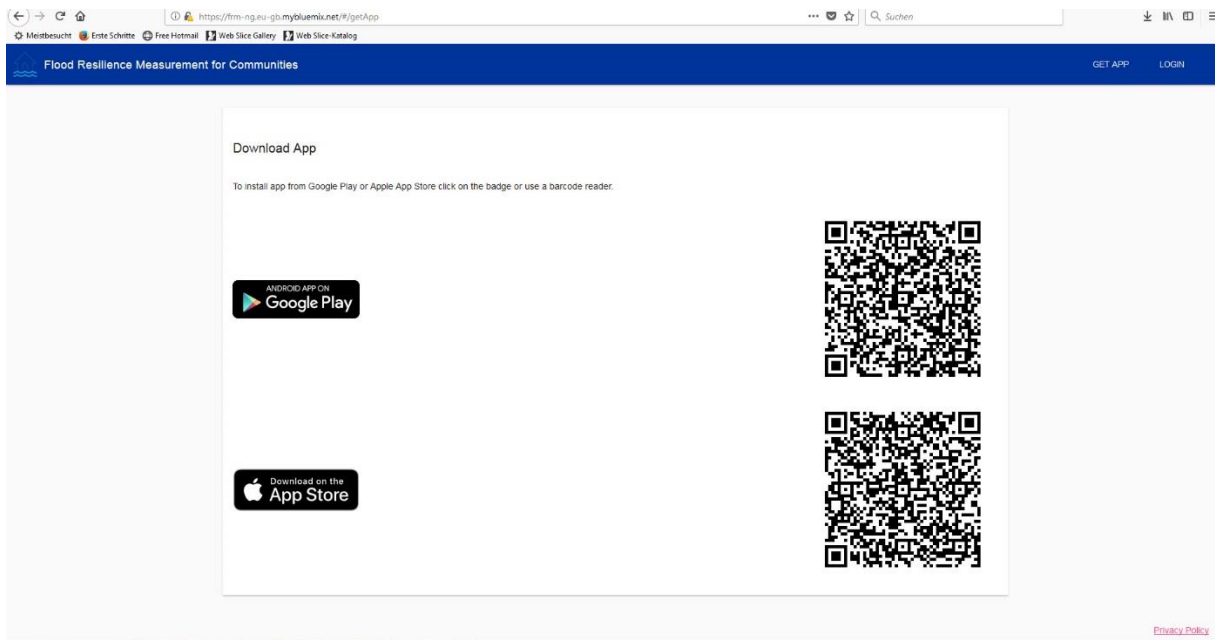 https://frm-ng.eu-gb.mybluemix.net/#/getApp
Suchen
Meistbesucht Erste Schritte Free Hotmail Web Slice Gallery Web Slice-Katalog
Flood Resilience Measurement for Communities GET APP LOGIN
Download App
To install app from Google Play or Apple App Store click on the badge or use a barcode reader.
ANDROID APP ON
Google Play
Download on the
App Store
Privacy Policy